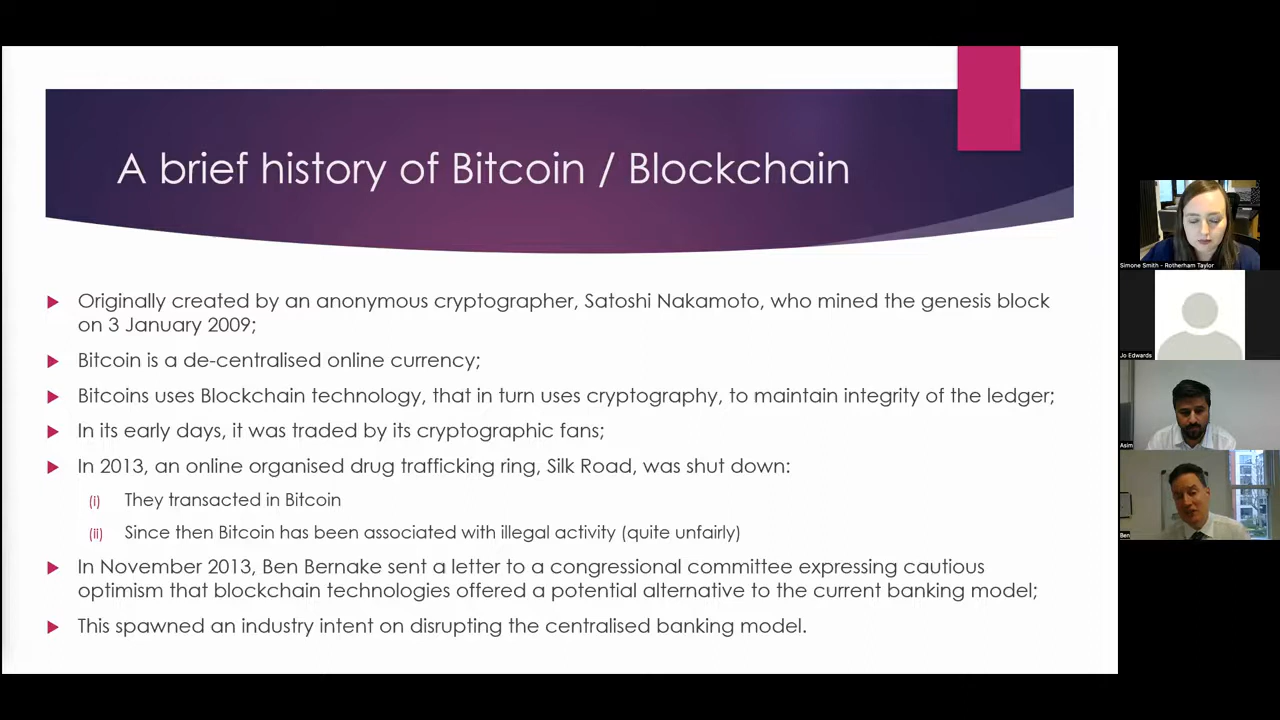 A brief history of Bitcoin / Blockchain
Originally created by an anonymous cryptographer, Satoshi Nakamoto, who mined the genesis block
on 3 January 2009;
Bitcoin is a de-centralised online currency;
Bitcoins uses Blockchain technology, that in turn uses cryptography, to maintain integrity of the ledger;
In its early days, it was traded by its cryptographic fans;
In 2013, an online organised drug trafficking ring, Silk Road, was shut down:
(i) They transacted in Bitcoin
(ii) Since then Bitcoin has been associated with illegal activity (quite unfairly)
In November 2013, Ben Bernake sent a letter to a congressional committee expressing cautious
optimism that blockchain technologies offered a potential alternative to the current banking model;
This spawned an industry intent on disrupting the centralised banking model.
Simone Smith - Rotherham Taylor
Jo Edwards
Asim
Ben